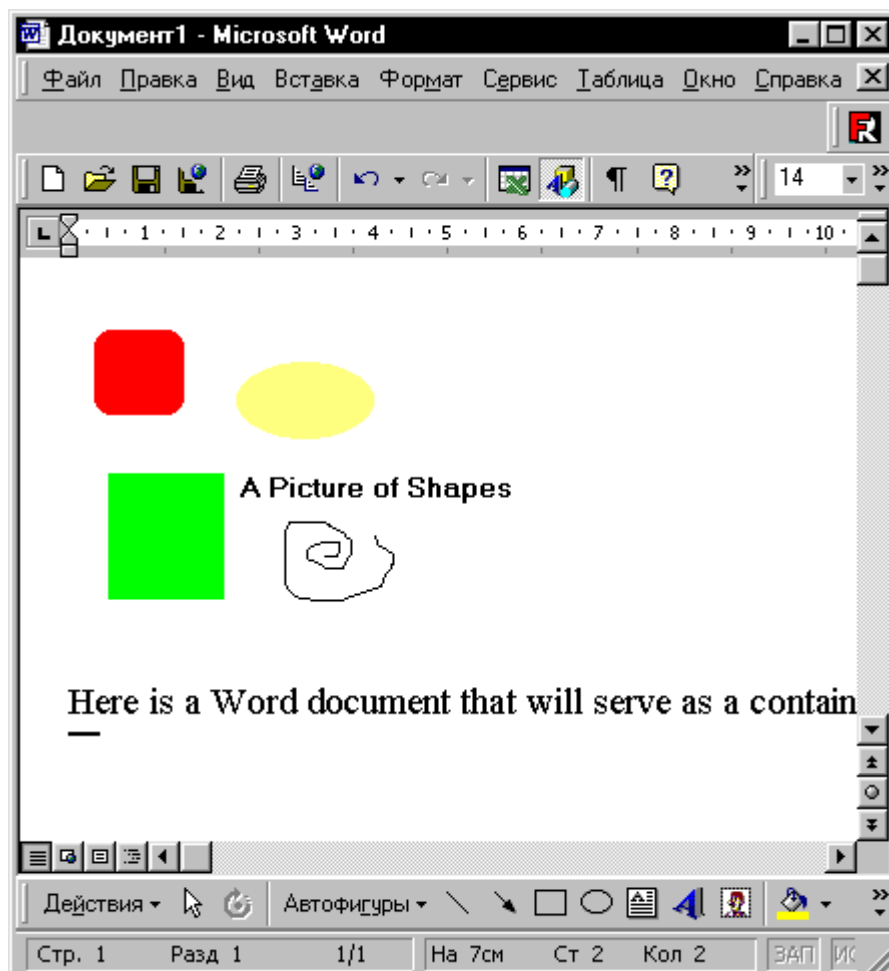 Документ1 - Microsoft Word
Файл Правка Вид Вставка Формат Сервис Таблица Окно Справка
14
1 2 3 4 5 6 7 8 9 10
A Picture of Shapes
Here is a Word document that will serve as a contain
Действия Автофигуры
Стр. 1 Разд 1 1/1 На 7см Ст 2 Кол 2 ЗАП ИС